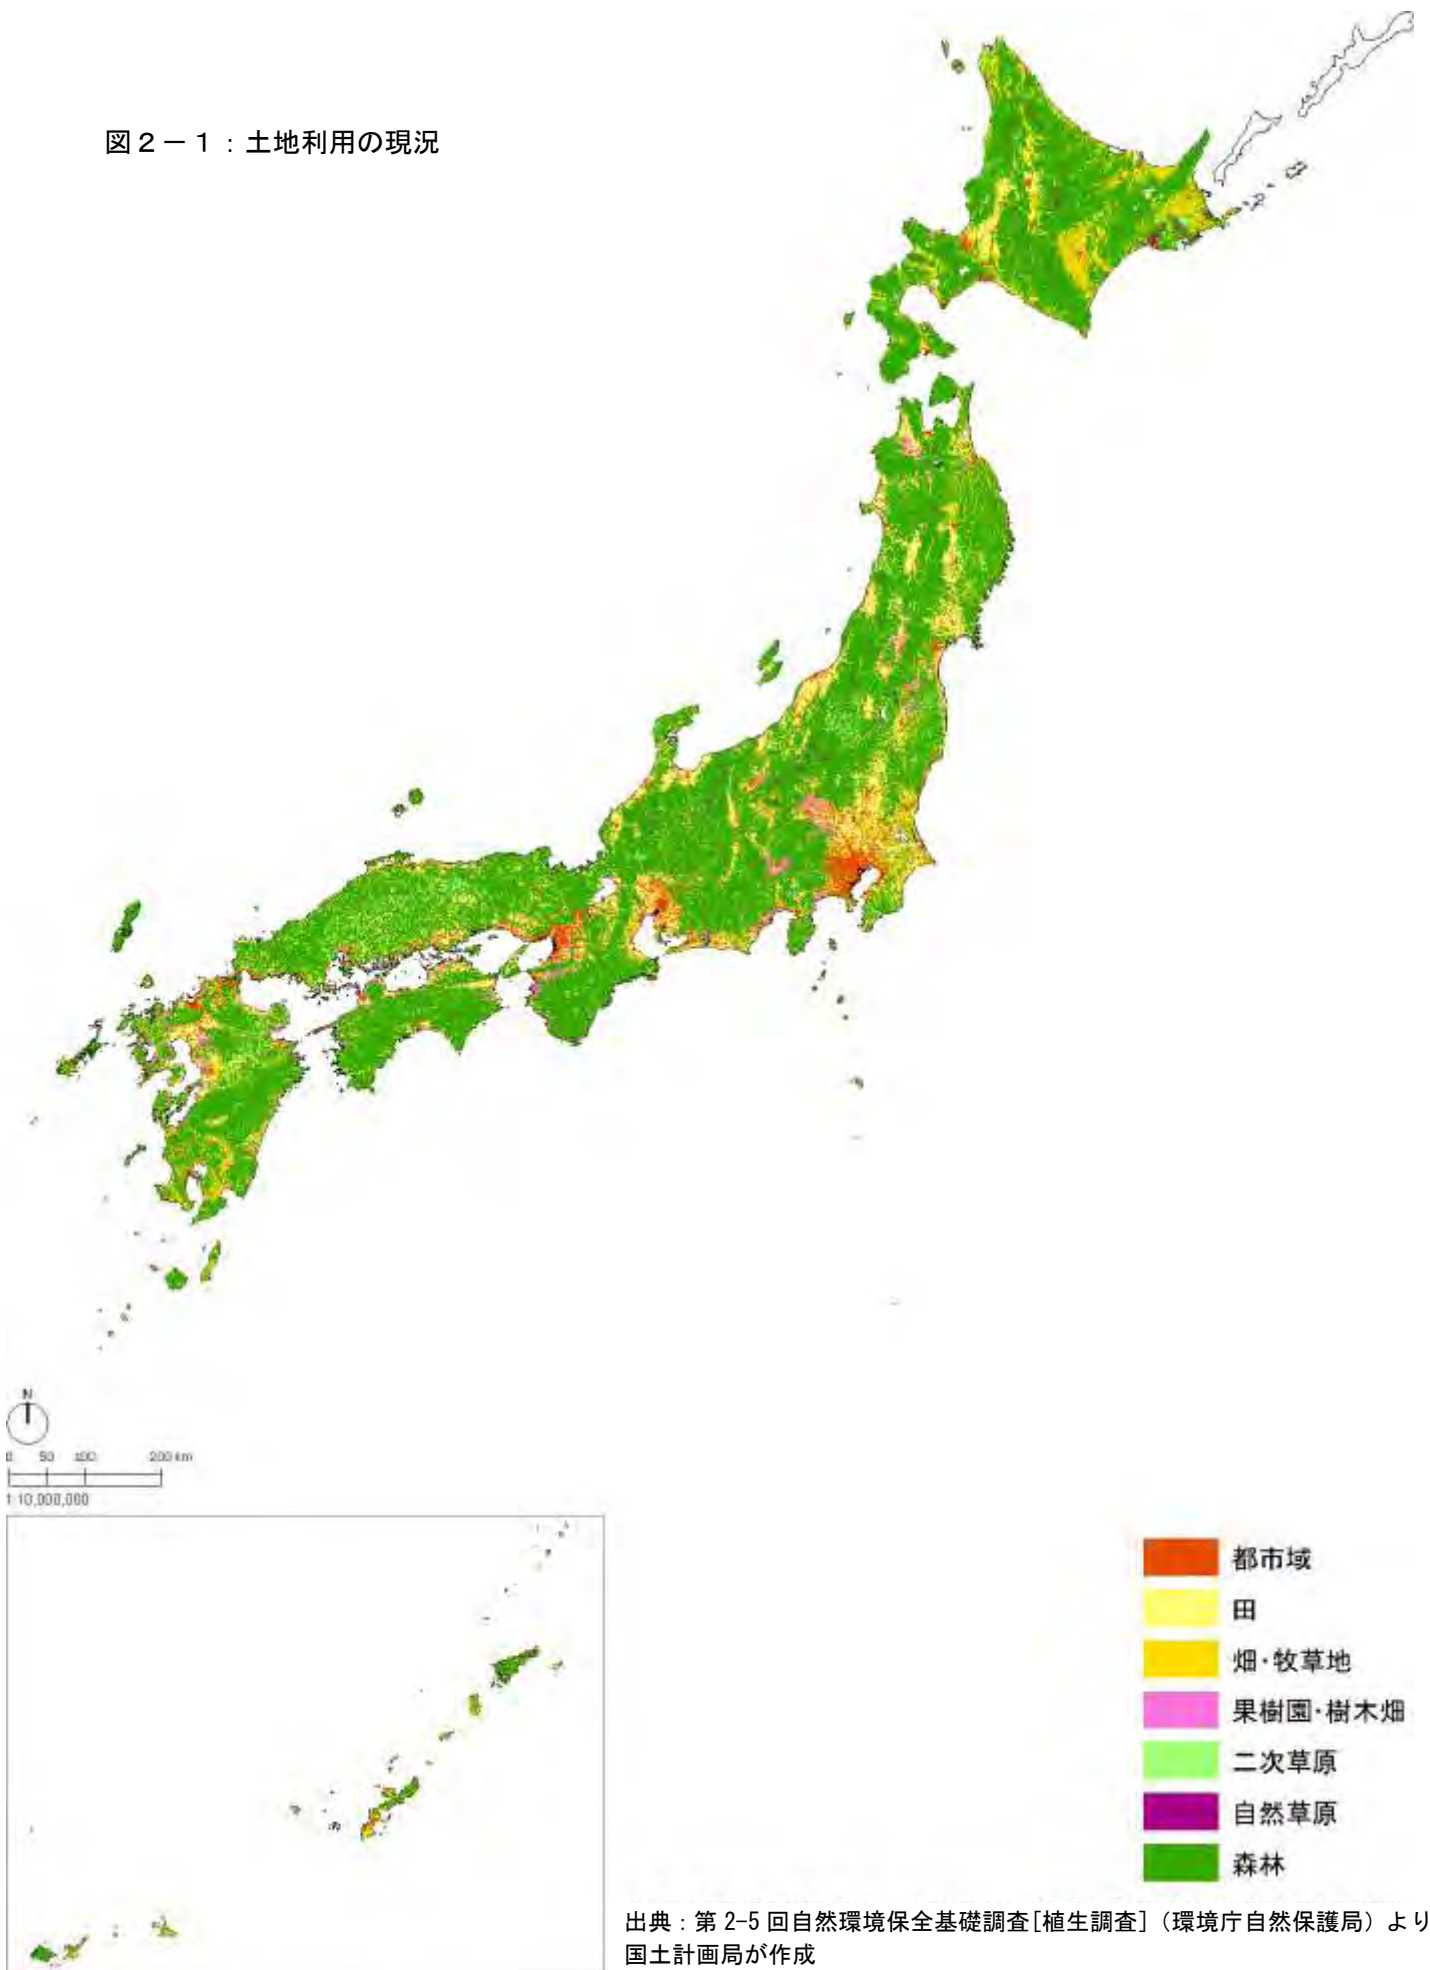 図2－1：土地利用の現況
N
0 50 100 200 km
1:10,000,000
都市域
田
畑・牧草地
果樹園・樹木畑
二次草原
自然草原
森林
出典：第 2-5 回自然環境保全基礎調査[植生調査]（環境庁自然保護局）より
国土計画局が作成